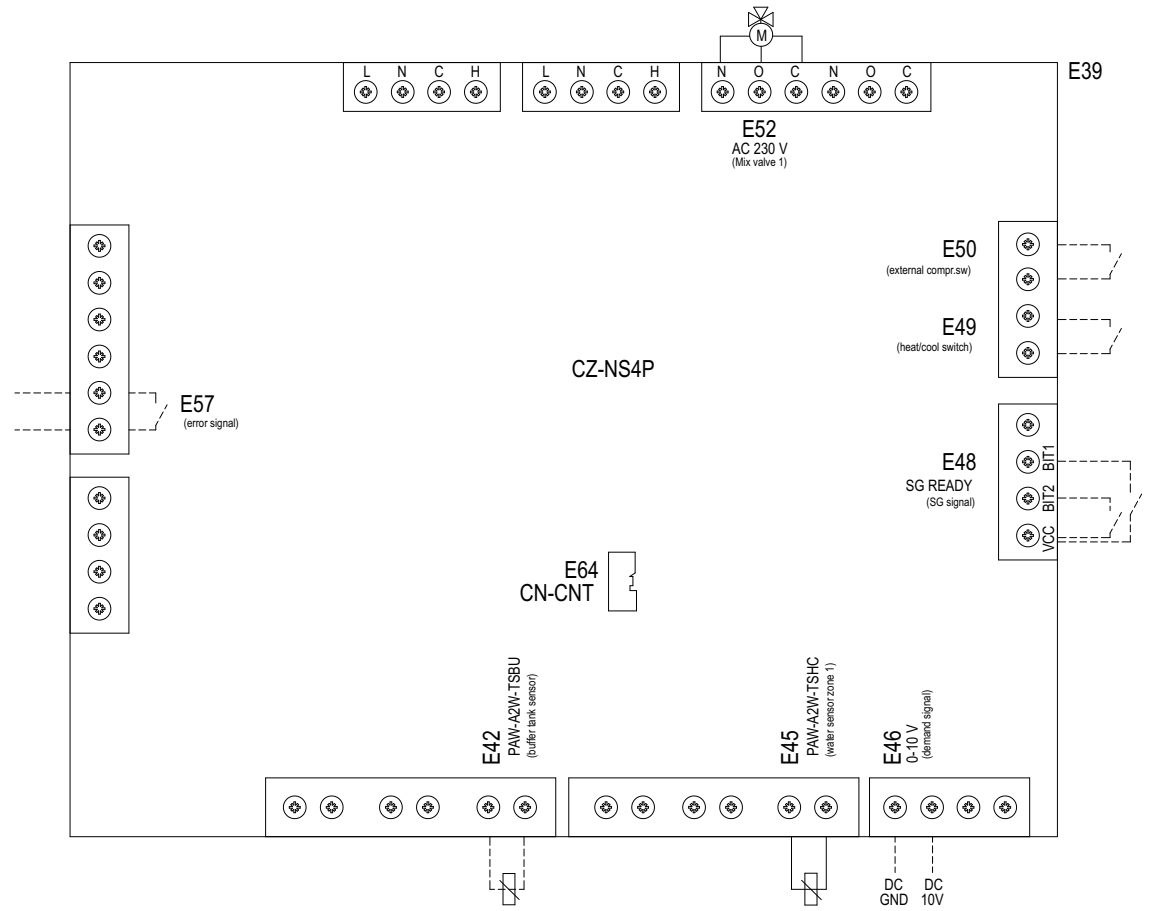 M
L N C H
L N C H
N O C N O C
E39
E52
AC 230 V
(Mix valve 1)
E50
(external compr.sw)
E49
(heat/cool switch)
CZ-NS4P
E57
(error signal)
E48
SG READY
(SG signal)
BIT1
BIT2
VCC
E64
CN-CNT
E42
PAW-A2W-TSBU
(buffer tank sensor)
E45
PAW-A2W-TSHC
(water sensor zone 1)
E46
0-10 V
(demand signal)
DC
GND
DC
10V